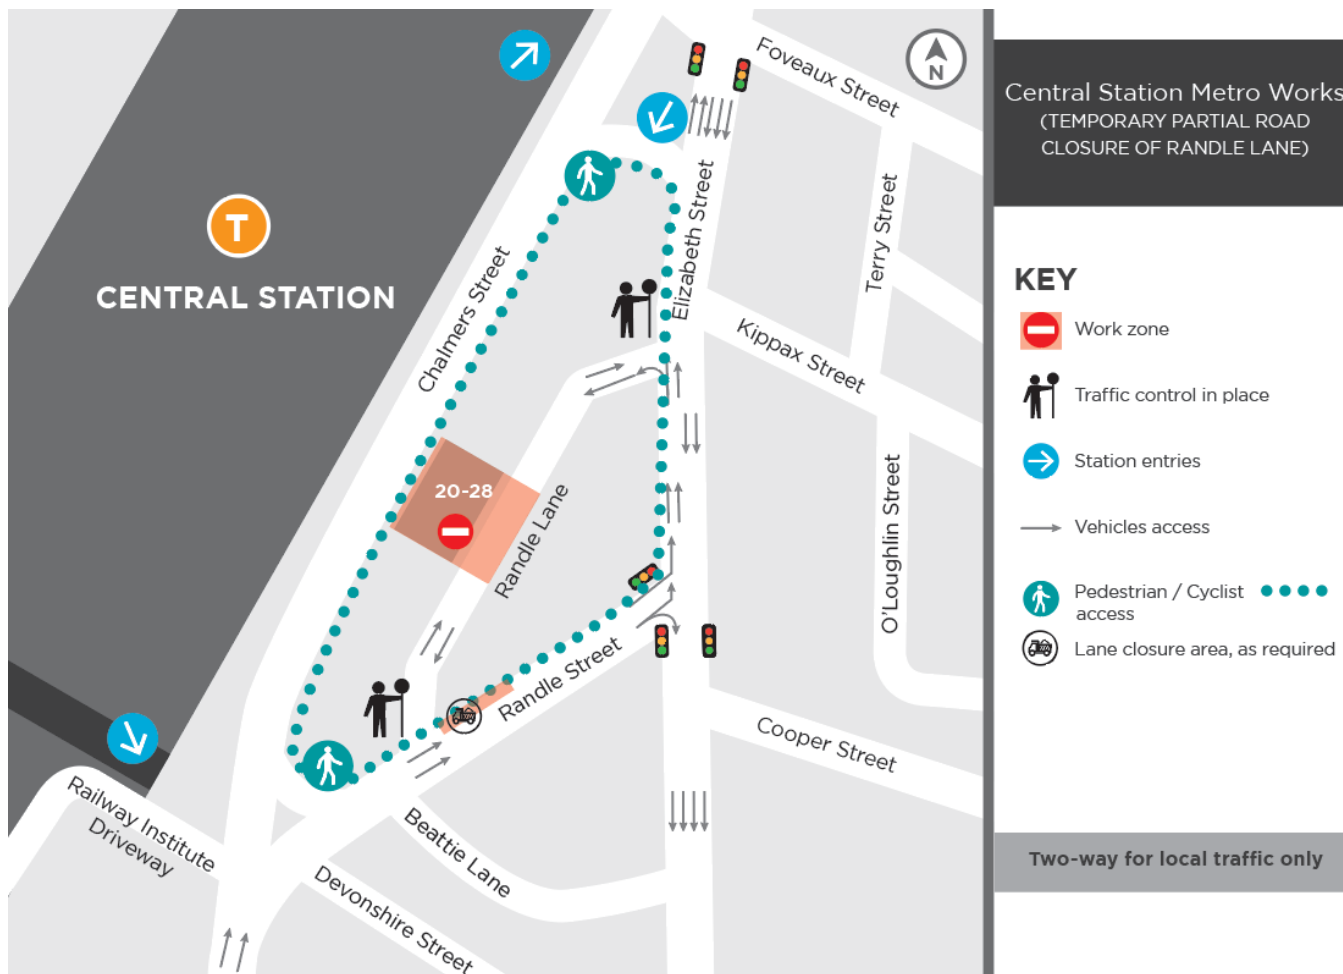 Foveaux Street
N
Central Station Metro Works
(TEMPORARY PARTIAL ROAD
CLOSURE OF RANDLE LANE)
T
CENTRAL STATION
Chalmers Street
Elizabeth Street
Terry Street
Kippax Street
KEY
Work zone
Traffic control in place
Station entries
Vehicles access
Pedestrian / Cyclist
access
Lane closure area, as required
20-28
Randle Lane
O'Loughlin Street
Randle Street
Cooper Street
Railway Institute
Driveway
Beattie Lane
Devonshire Street
Two-way for local traffic only